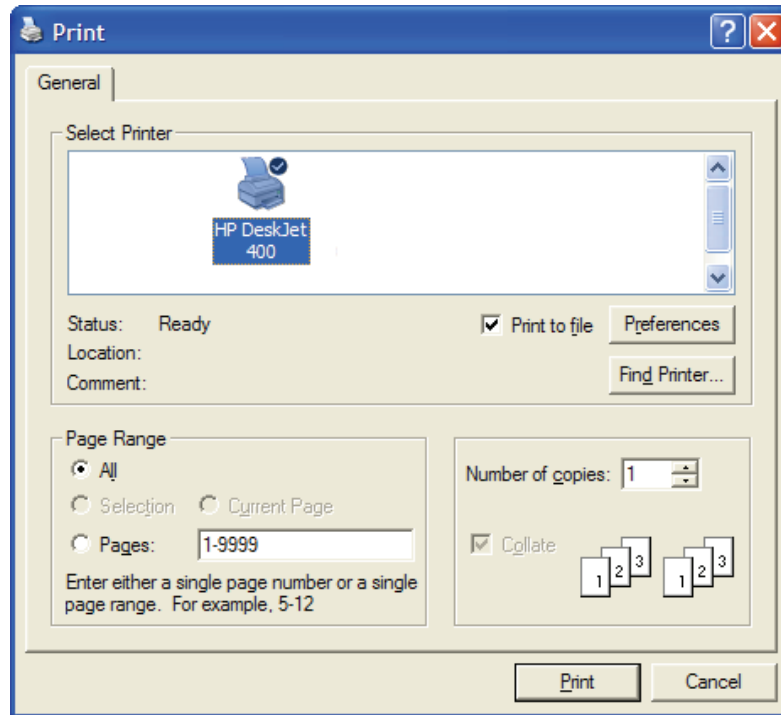 Print
General
Select Printer
HP DeskJet
400
Status: Ready
Print to file
Preferences
Location:
Comment:
Find Printer...
Page Range
All
Selection
Current Page
Pages: 1-9999
Enter either a single page number or a single
page range. For example, 5-12
Number of copies: 1
Collate
1 2 3 1 2 3
Print
Cancel